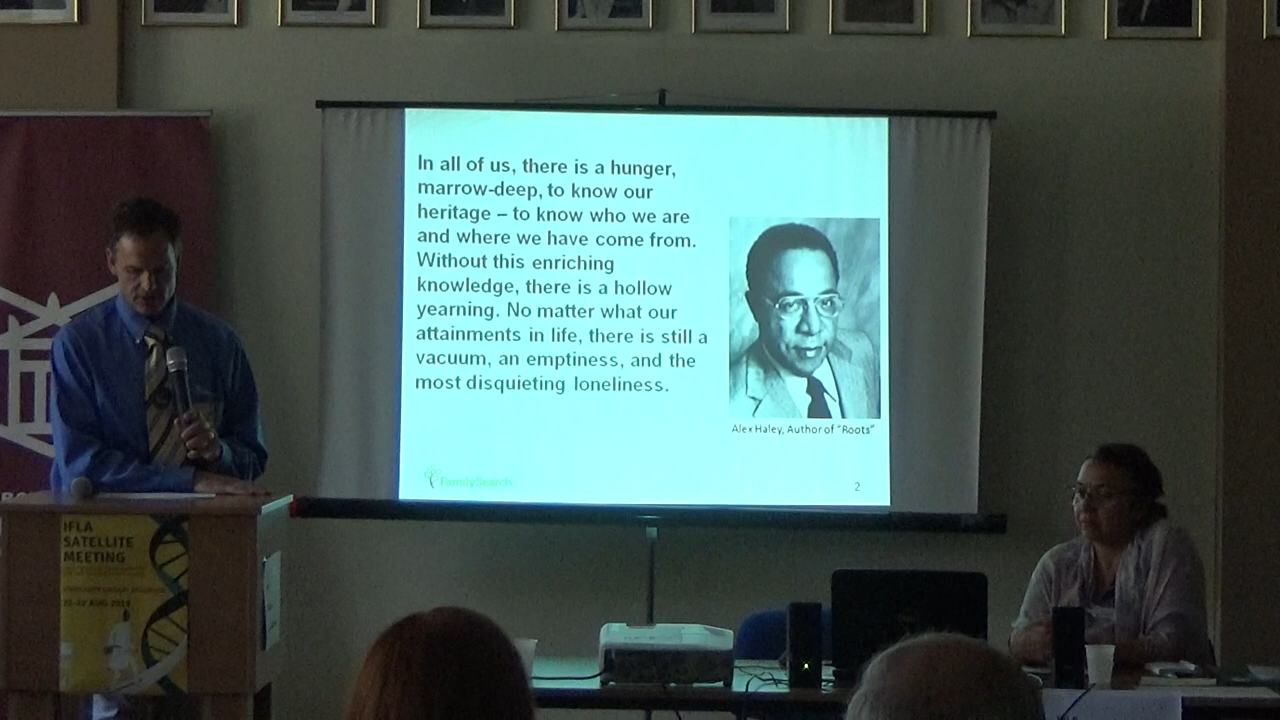 In all of us, there is a hunger,
marrow-deep, to know our
heritage – to know who we are
and where we have come from.
Without this enriching
knowledge, there is a hollow
yearning. No matter what our
attainments in life, there is still a
vacuum, an emptiness, and the
most disquieting loneliness.
Alex Haley, Author of "Roots"
FamilySearch
2
IFLA
SATELLITE
MEETING